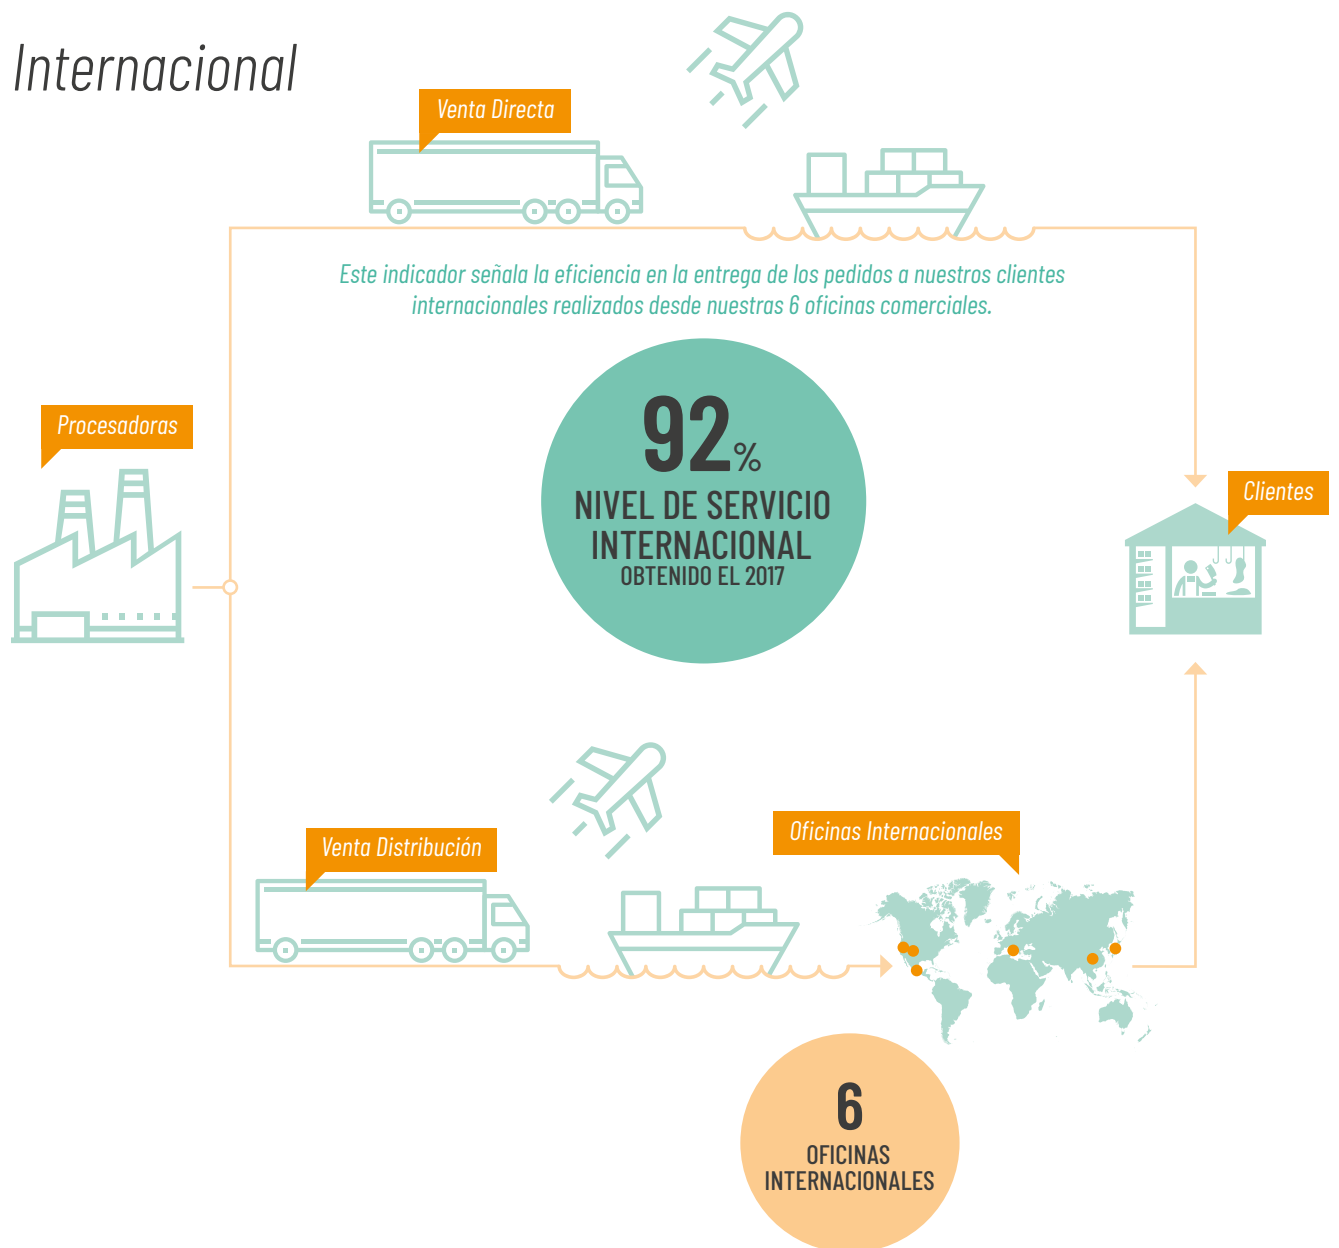 Internacional
Venta Directa
Este indicador señala la eficiencia en la entrega de los pedidos a nuestros clientes
internacionales realizados desde nuestras 6 oficinas comerciales.
92%
NIVEL DE SERVICIO
INTERNACIONAL
OBTENIDO EL 2017
Procesadoras
Clientes
Venta Distribución
Oficinas Internacionales
6
OFICINAS
INTERNACIONALES